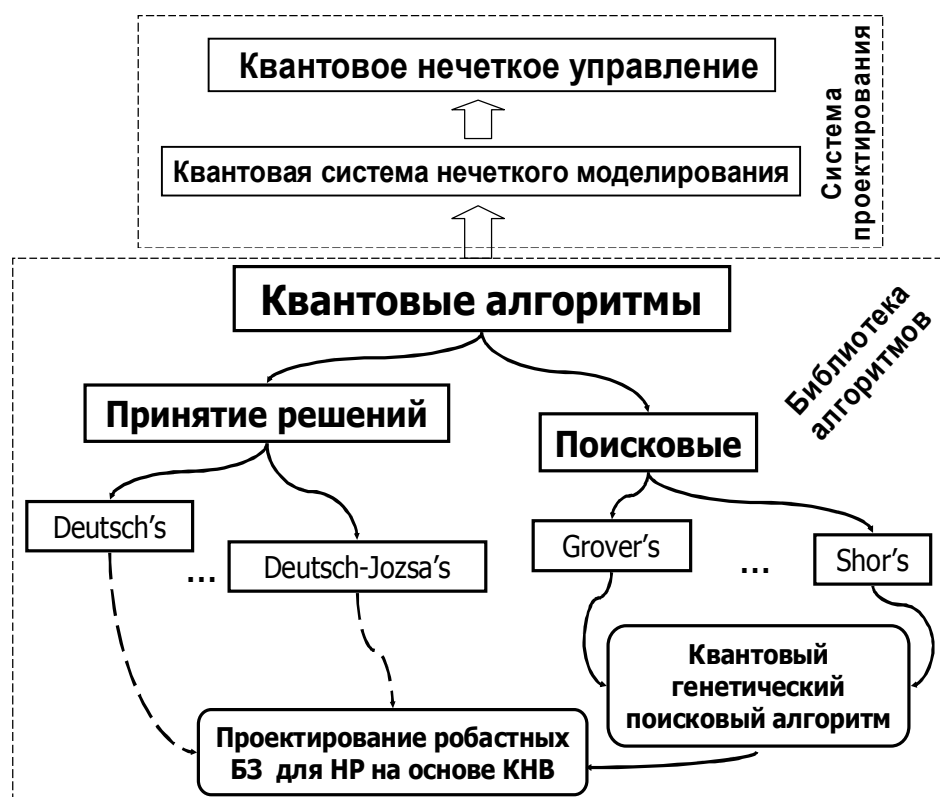 Квантовое нечеткое управление
Квантовая система нечеткого моделирования
Система
проектирования
Квантовые алгоритмы
Библиотека
алгоритмов
Принятие решений
Поисковые
Deutsch's
...
Deutsch-Jozsa's
Grover's
...
Shor's
Квантовый
генетический
поисковый алгоритм
Проектирование робастных
БЗ для НР на основе КНВ